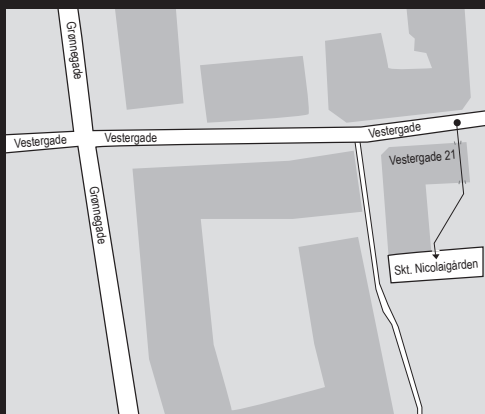 Grønnegade
Vestergade
Vestergade
Vestergade
Vestergade 21
Grønnegade
Skt. Nicolaigården